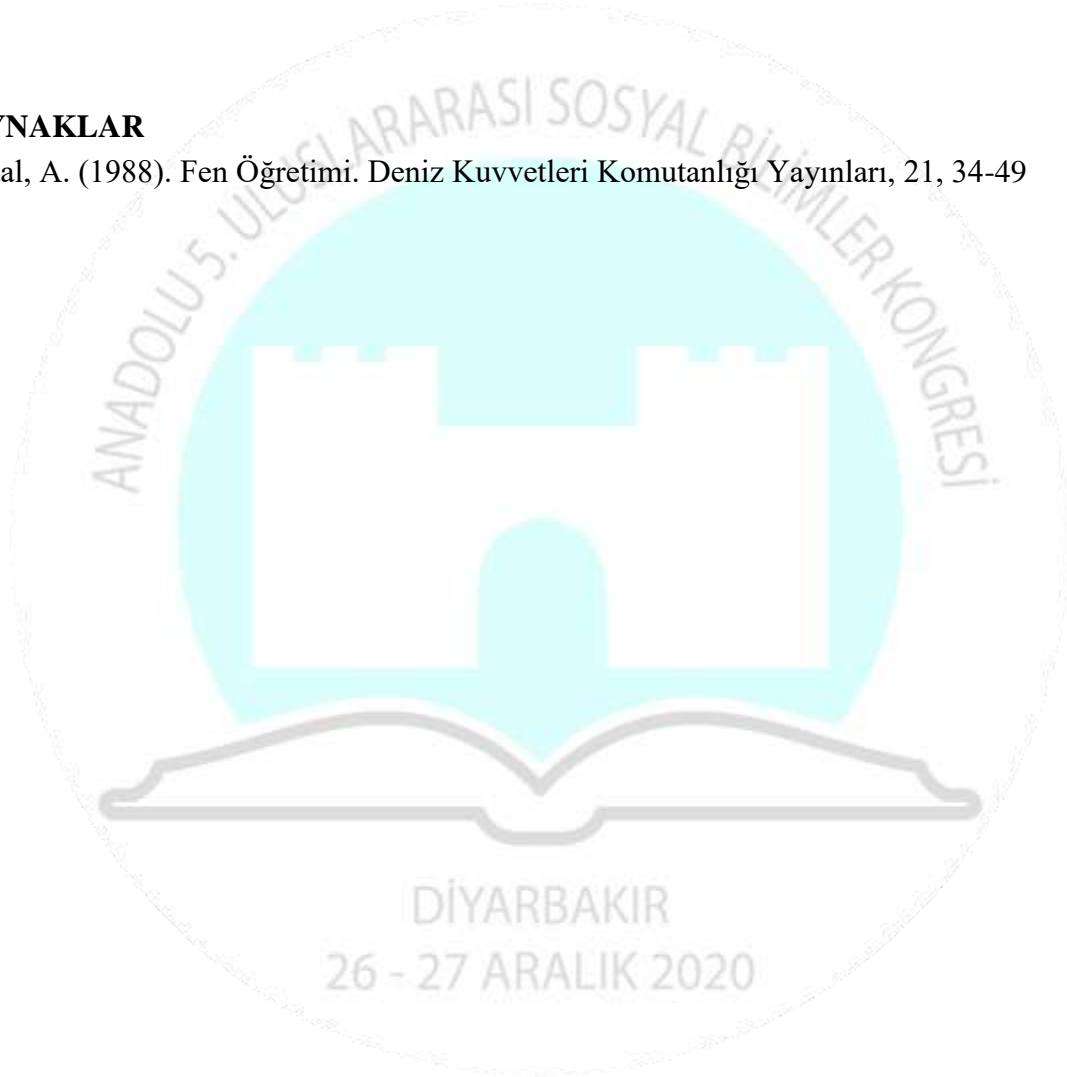 YNAKLAR
al, A. (1988). Fen Öğretimi. Deniz Kuvvetleri Komutanlığı Yayınları, 21, 34-49
ANADOLU 5. ULUSLARARASI SOSYAL BİLİMLER KONGRESİ
DİYARBAKIR
26 - 27 ARALIK 2020